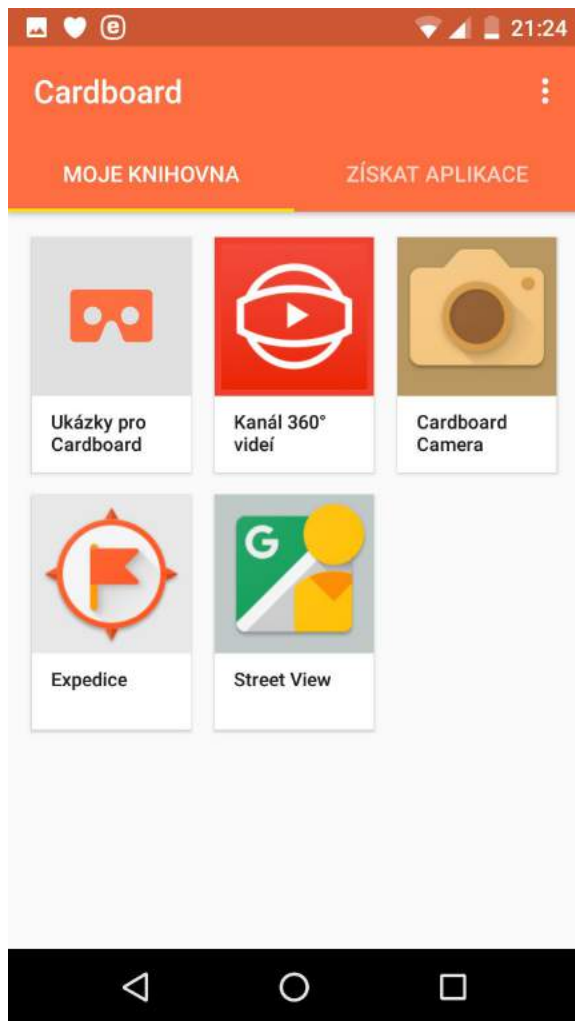 21:24
Cardboard
MOJE KNIHOVNA
ZÍSKAT APLIKACE
Ukázky pro
Cardboard
Kanál 360°
videí
Cardboard
Camera
G
Expedice
Street View